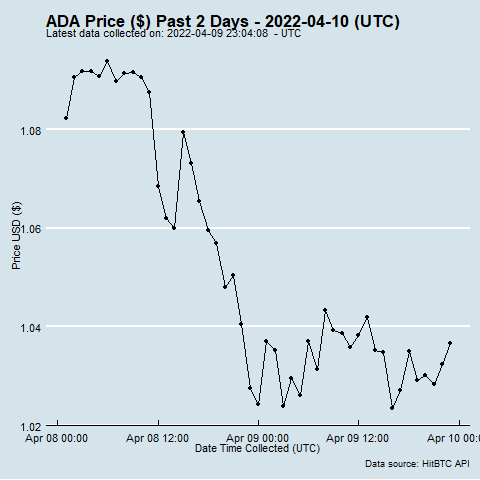 ADA Price ($) Past 2 Days - 2022-04-10 (UTC)
Latest data collected on: 2022-04-09 23:04:08  - UTC
1.08
1.06
1.04
1.02
Price USD ($)
Apr 08 00:00 Apr 08 12:00 Apr 09 00:00 Apr 09 12:00 Apr 10 00:0
Date Time Collected (UTC)
Data source: HitBTC API